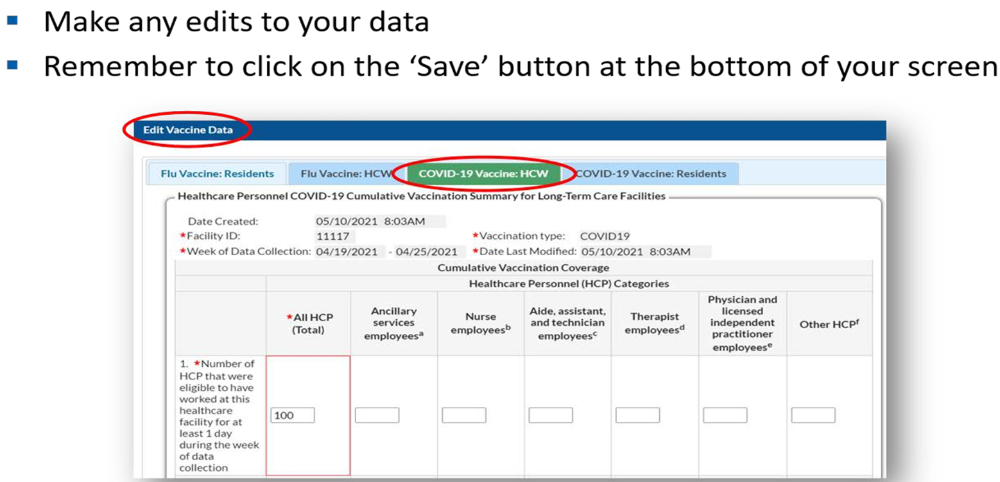 Make any edits to your data
Remember to click on the ‘Save’ button at the bottom of your screen
Edit Vaccine Data
Flu Vaccine: Residents
Flu Vaccine: HCW
COVID-19 Vaccine: HCW
COVID-19 Vaccine: Residents
Healthcare Personnel COVID-19 Cumulative Vaccination Summary for Long-Term Care Facilities
Date Created: 05/10/2021 8:03AM
*Facility ID: 11117 *Vaccination type: COVID19
*Week of Data Collection: 04/19/2021 - 04/25/2021 *Date Last Modified: 05/10/2021 8:03AM
Cumulative Vaccination Coverage
Healthcare Personnel (HCP) Categories
*All HCP
(Total)
Ancillary
services
employeesᵃ
Nurse
employeesᵇ
Aide, assistant,
and technician
employeesᶜ
Therapist
employeesᵈ
Physician and
licensed
independent
practitioner
employeesᵉ
Other HCPᶠ
1. *Number of
HCP that were
eligible to have
worked at this
healthcare
facility for at
least 1 day
during the week
of data
collection
100